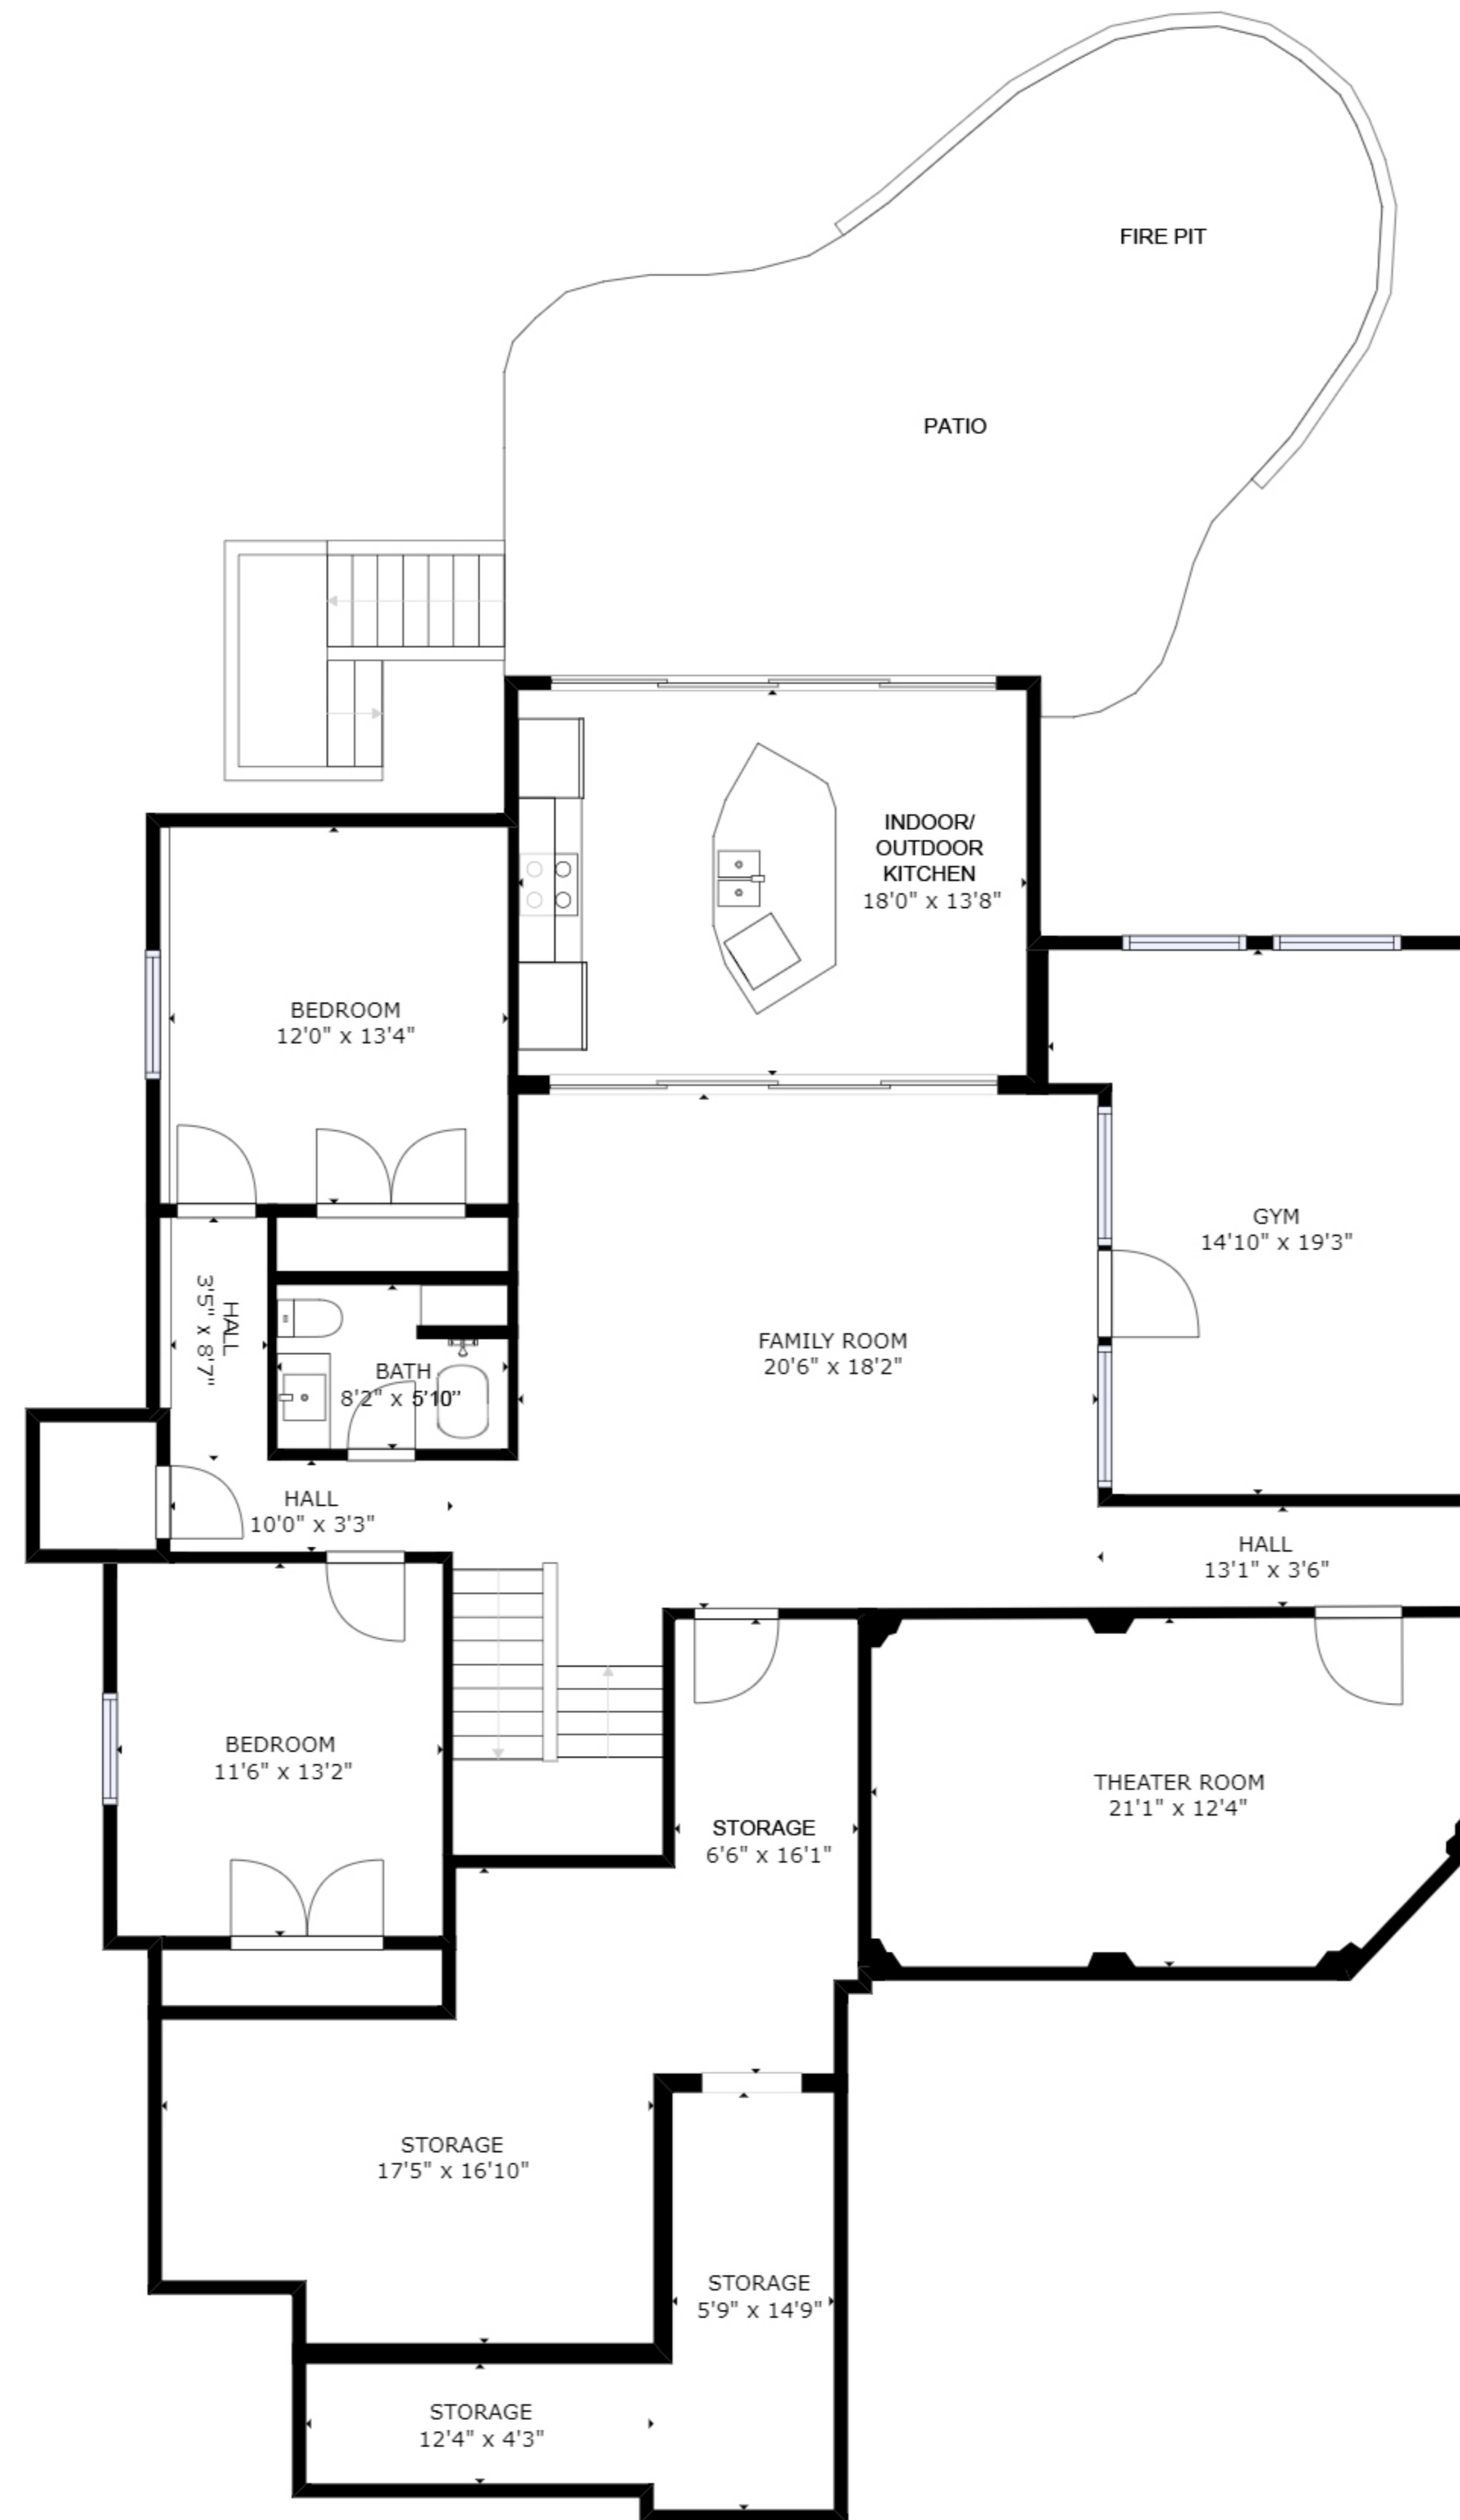 FIRE PIT
PATIO
INDOOR/
OUTDOOR
KITCHEN
18'0" x 13'8"
BEDROOM
12'0" x 13'4"
GYM
14'10" x 19'3"
HALL
3'5" x 8'7"
FAMILY ROOM
20'6" x 18'2"
BATH
8'2" x 5'10"
HALL
10'0" x 3'3"
HALL
13'1" x 3'6"
BEDROOM
11'6" x 13'2"
THEATER ROOM
21'1" x 12'4"
STORAGE
6'6" x 16'1"
STORAGE
17'5" x 16'10"
STORAGE
5'9" x 14'9"
STORAGE
12'4" x 4'3"